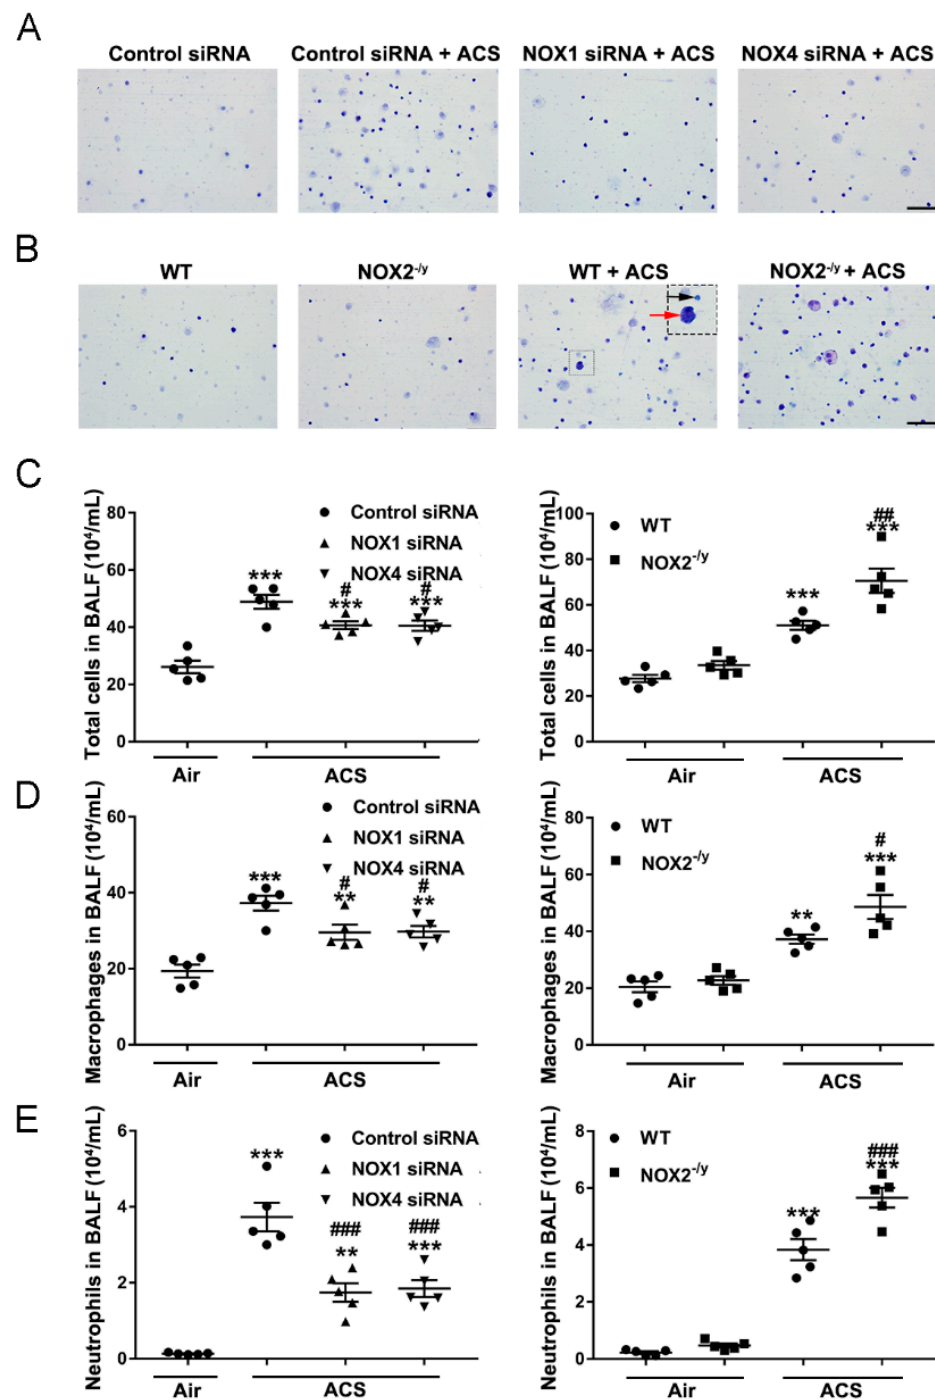 A
Control siRNA
Control siRNA + ACS
NOX1 siRNA + ACS
NOX4 siRNA + ACS
B
WT
NOX2-/y
WT + ACS
NOX2-/y + ACS
C
Total cells in BALF (10⁴/mL)
80
60
40
20
0
Control siRNA
NOX1 siRNA
NOX4 siRNA
***
#
***
#
***
Air
ACS
Total cells in BALF (10⁴/mL)
100
80
60
40
20
0
WT
NOX2-/y
***
##
***
Air
ACS
D
Macrophages in BALF (10⁴/mL)
60
40
20
0
Control siRNA
NOX1 siRNA
NOX4 siRNA
***
#
**
#
**
Air
ACS
Macrophages in BALF (10⁴/mL)
80
60
40
20
0
WT
NOX2-/y
**
#
***
Air
ACS
E
Neutrophils in BALF (10⁴/mL)
6
4
2
0
Control siRNA
NOX1 siRNA
NOX4 siRNA
***
###
**
###
***
Air
ACS
Neutrophils in BALF (10⁴/mL)
8
6
4
2
0
WT
NOX2-/y
***
###
***
Air
ACS